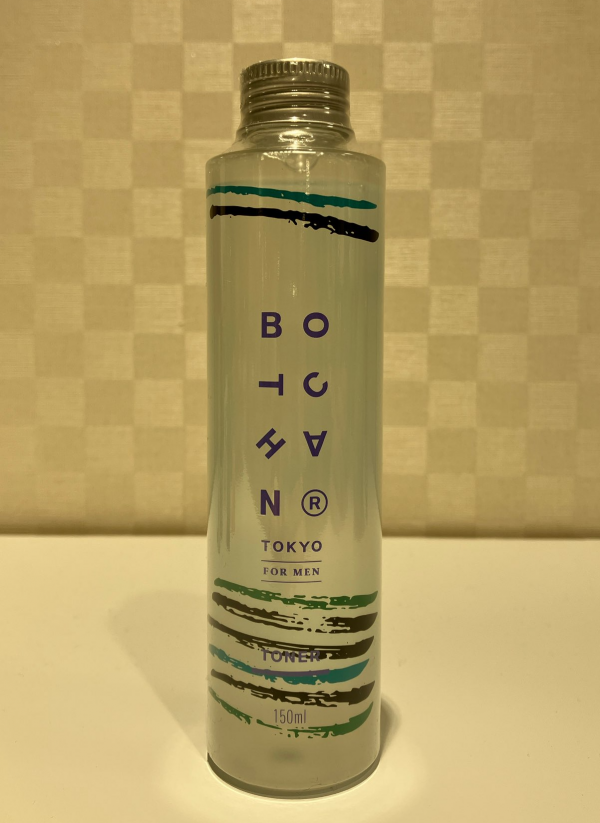 B O
T C
H A
N ®
TOKYO
FOR MEN
TONER
150ml